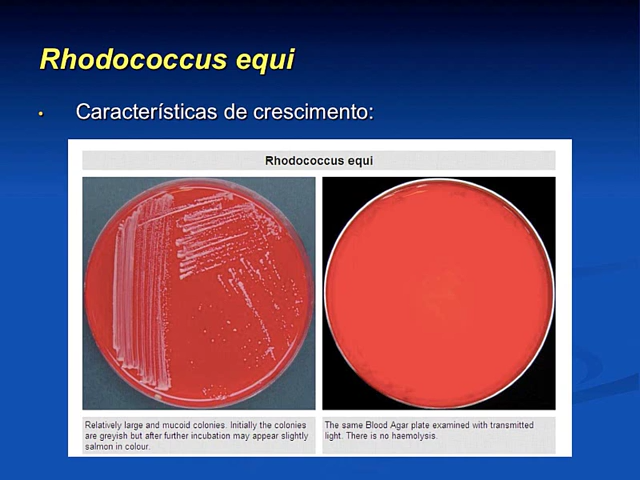 Rhodococcus equi
• Características de crescimento:
Rhodococcus equi
Relatively large and mucoid colonies. Initially the colonies
are greyish but after further incubation may appear slightly
salmon in colour.
The same Blood Agar plate examined with transmitted
light. There is no haemolysis.